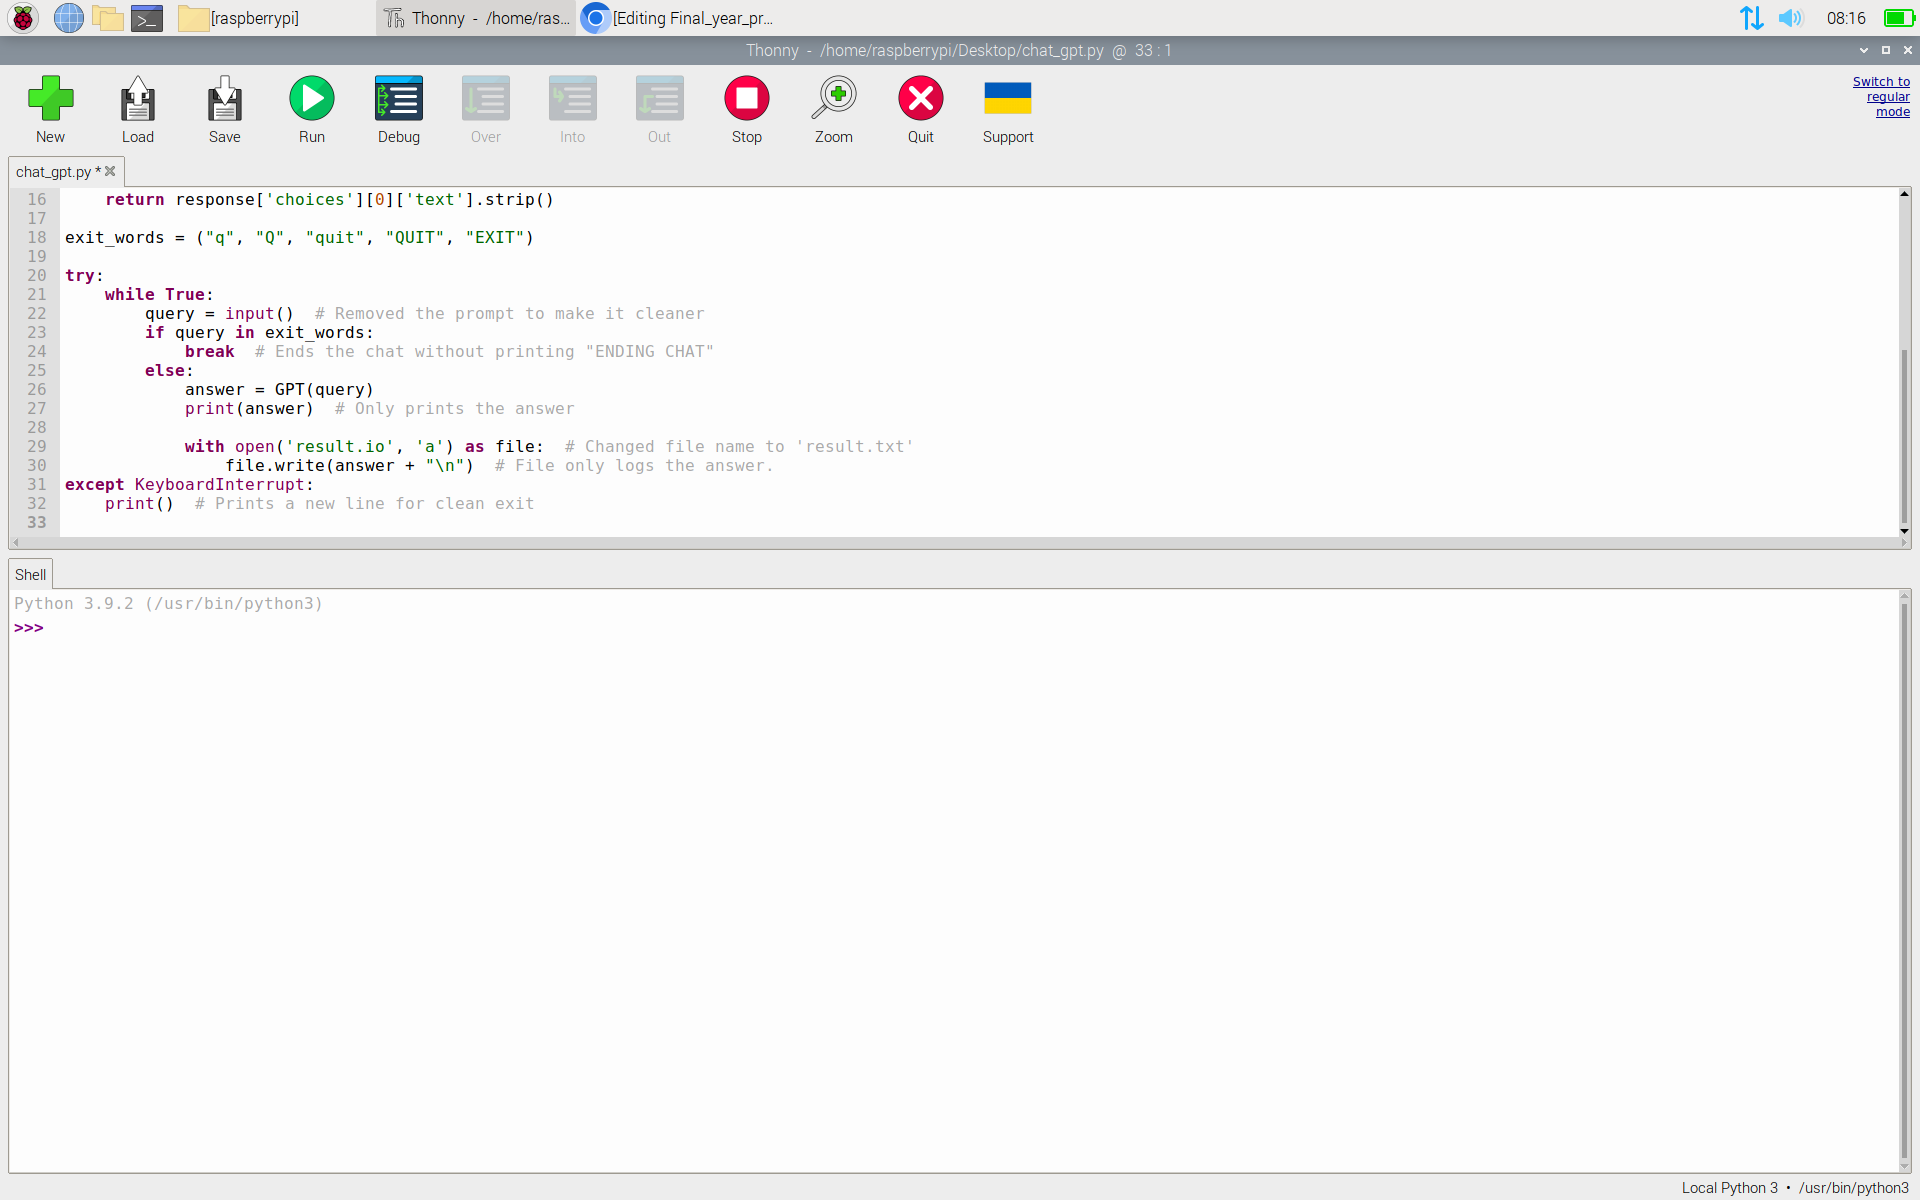 [raspberrypi]
Thonny - /home/ras...
[Editing Final_year_pr...
08:16
Thonny - /home/raspberrypi/Desktop/chat_gpt.py @ 33 : 1
New
Load
Save
Run
Debug
Over
Into
Out
Stop
Zoom
Quit
Support
Switch to
regular
mode
chat_gpt.py *
16     return response['choices'][0]['text'].strip()
17
18 exit_words = ("q", "Q", "quit", "QUIT", "EXIT")
19
20 try:
21     while True:
22         query = input()  # Removed the prompt to make it cleaner
23         if query in exit_words:
24             break  # Ends the chat without printing "ENDING CHAT"
25         else:
26             answer = GPT(query)
27             print(answer)  # Only prints the answer
28
29             with open('result.io', 'a') as file:  # Changed file name to 'result.txt'
30                 file.write(answer + "\n")  # File only logs the answer.
31 except KeyboardInterrupt:
32     print()  # Prints a new line for clean exit
33
Shell
Python 3.9.2 (/usr/bin/python3)
>>>
Local Python 3 • /usr/bin/python3